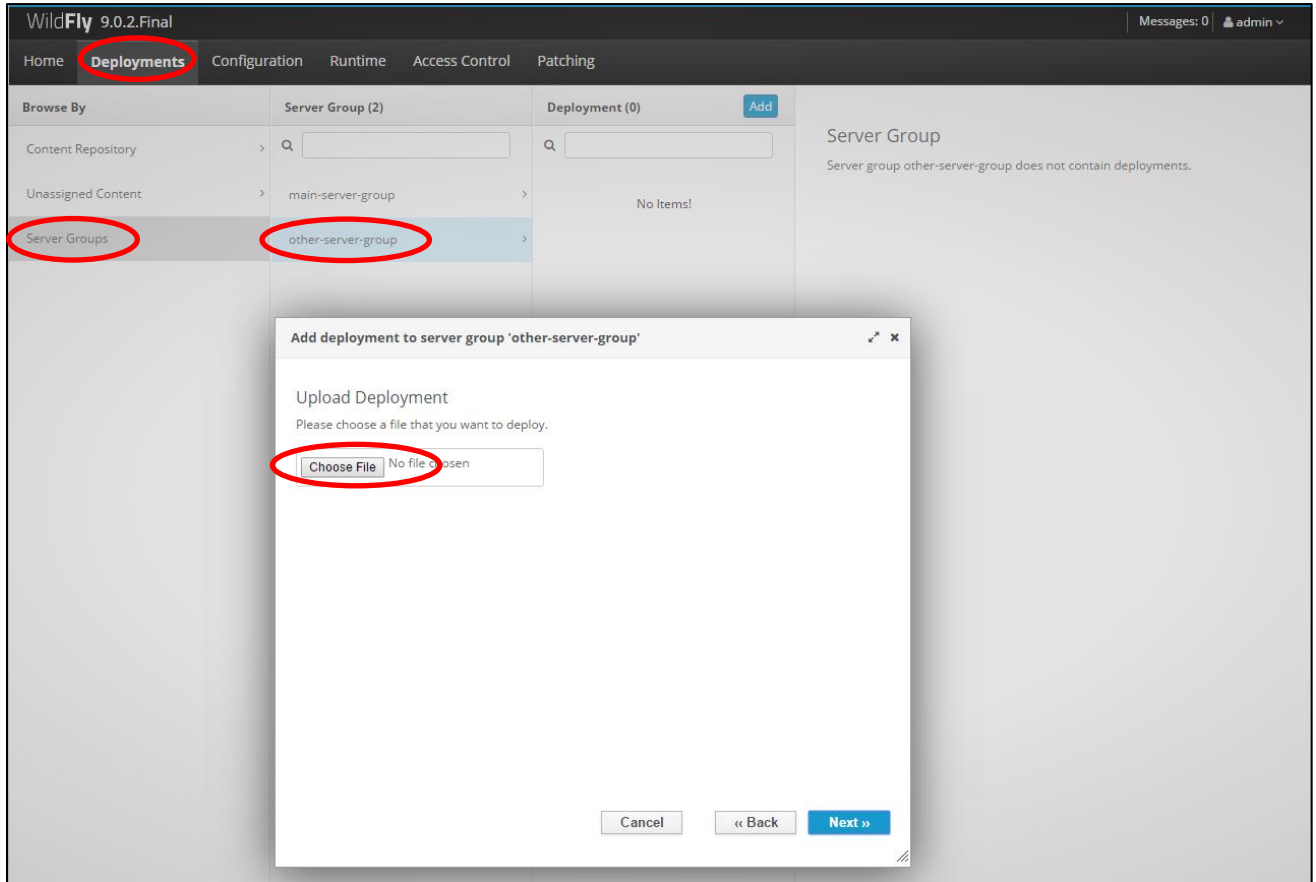 WildFly 9.0.2.Final
Messages: 0 admin
Home Deployments Configuration Runtime Access Control Patching
Browse By
Server Group (2)
Deployment (0) Add
Content Repository
Unassigned Content
Server Groups
main-server-group
other-server-group
No Items!
Server Group
Server group other-server-group does not contain deployments.
Add deployment to server group 'other-server-group'
Upload Deployment
Please choose a file that you want to deploy.
Choose File No file chosen
Cancel ‹‹ Back Next ››